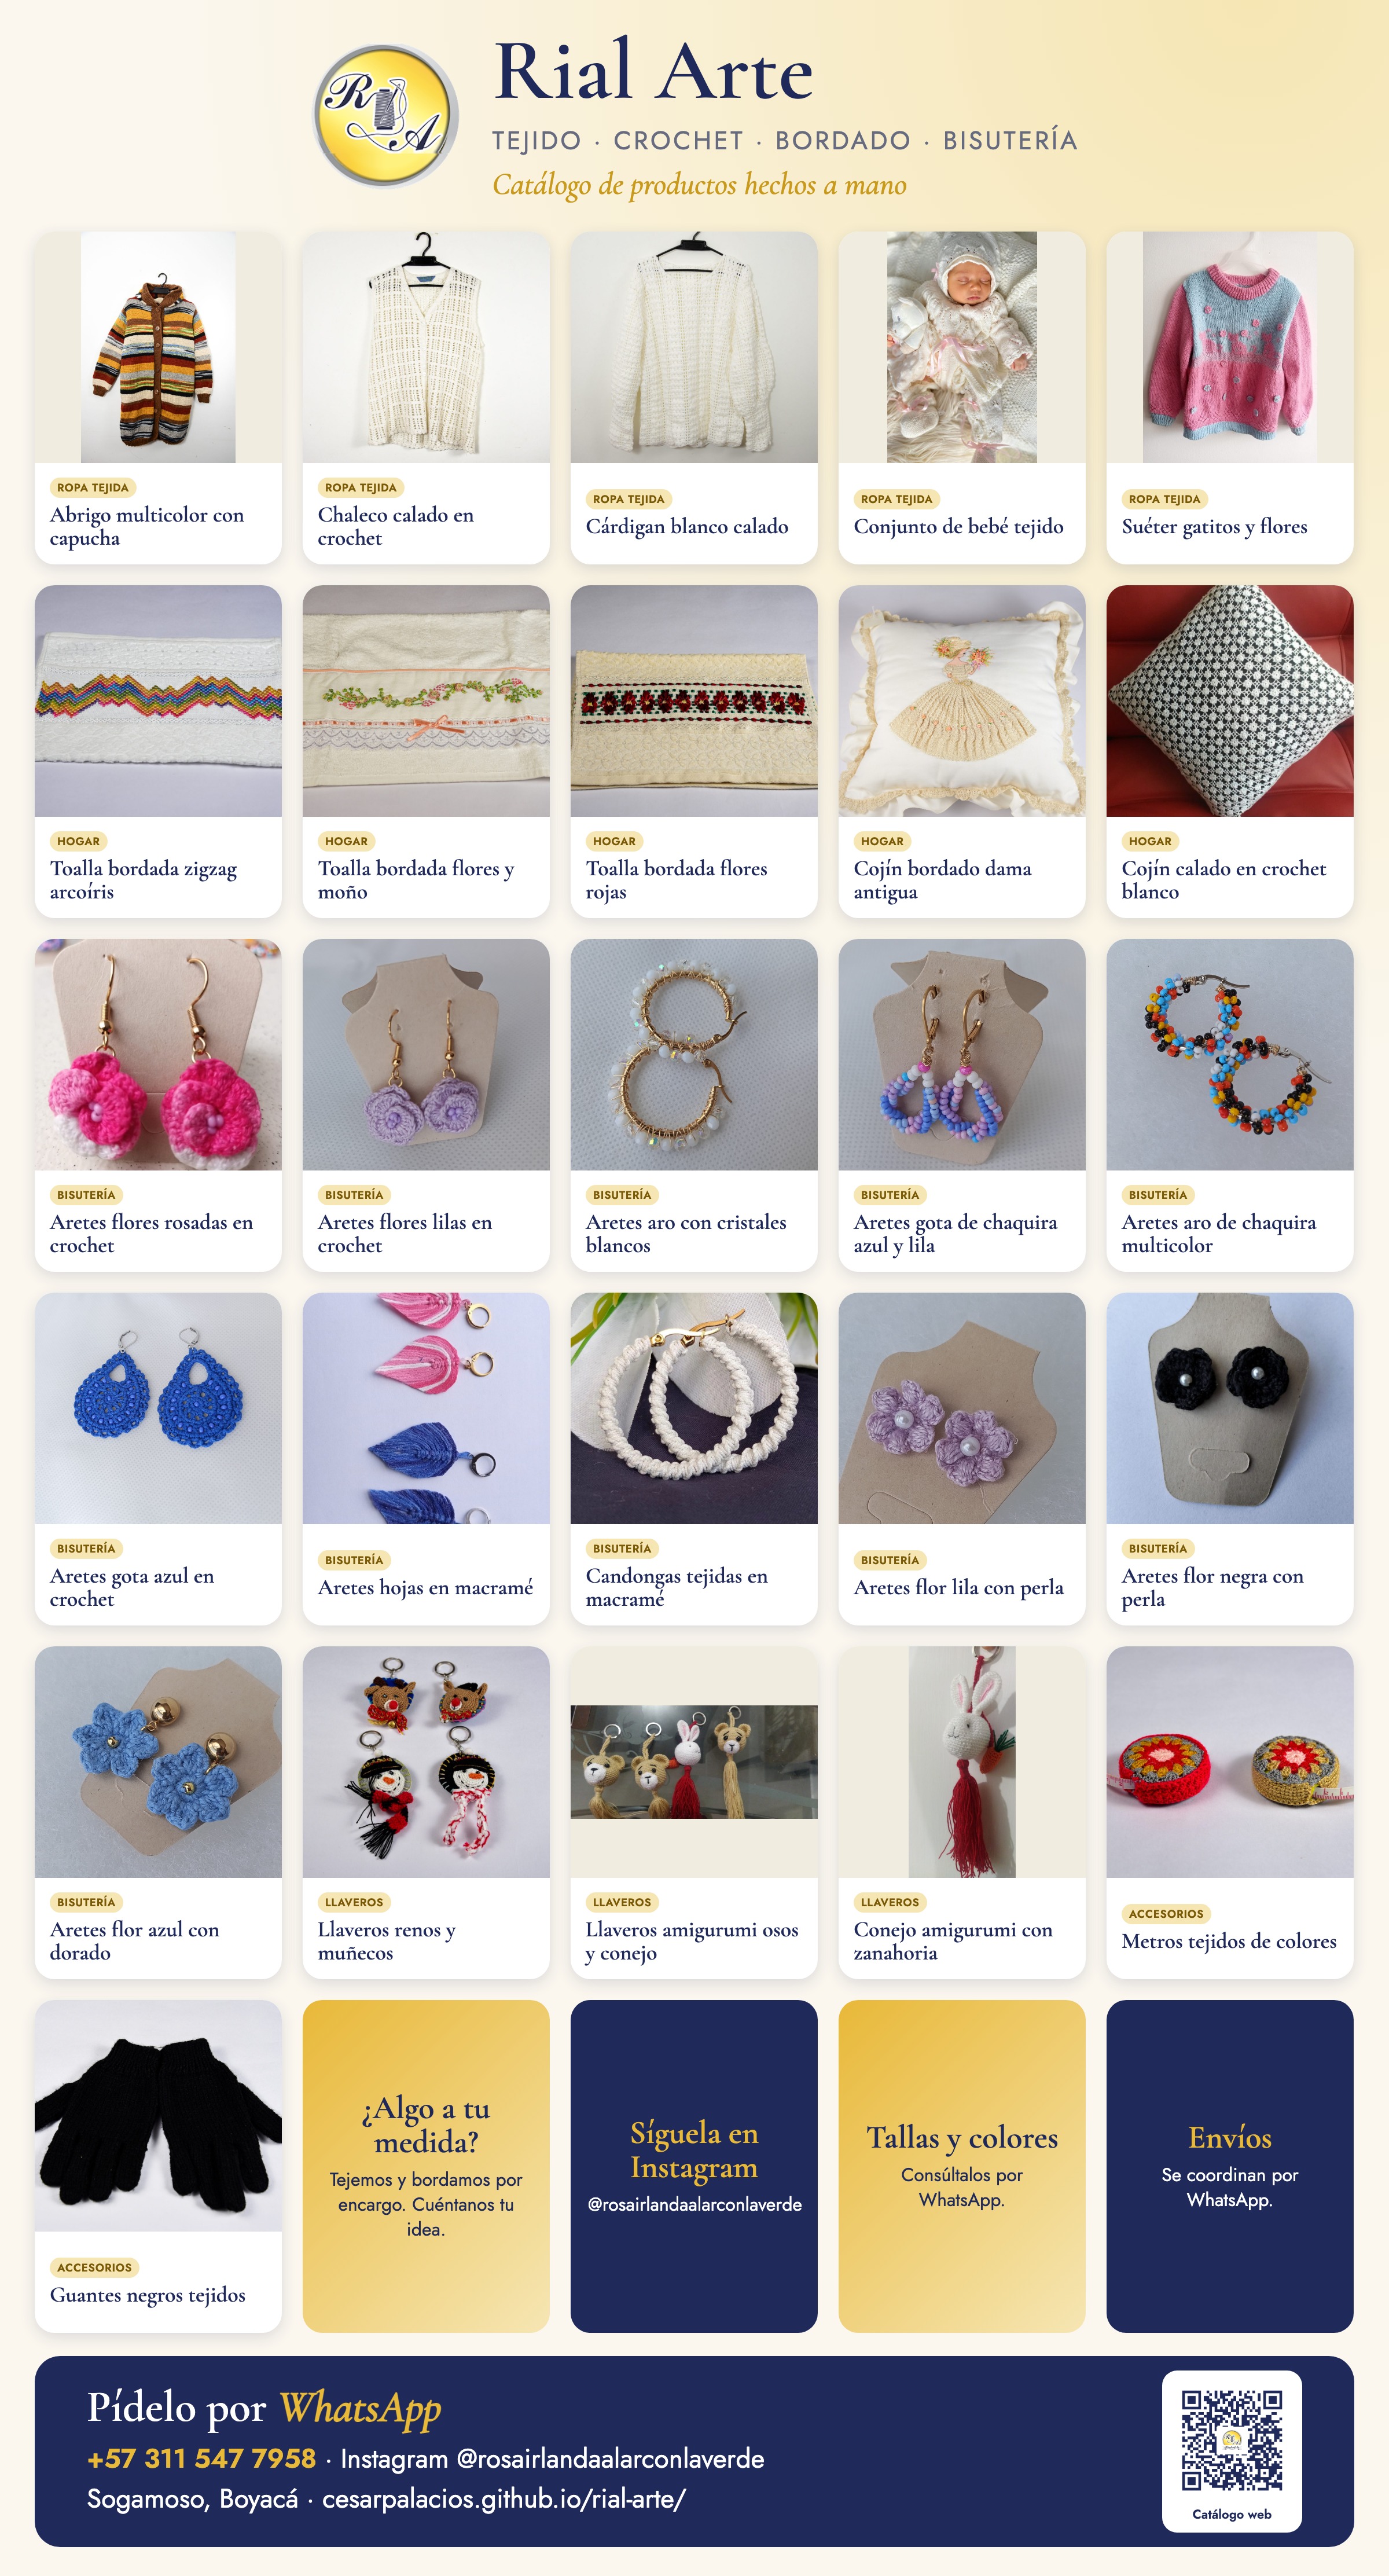 R A
Rial Arte
TEJIDO · CROCHET · BORDADO · BISUTERÍA
Catálogo de productos hechos a mano
ROPA TEJIDA
Abrigo multicolor con
capucha
ROPA TEJIDA
Chaleco calado en
crochet
ROPA TEJIDA
Cárdigan blanco calado
ROPA TEJIDA
Conjunto de bebé tejido
ROPA TEJIDA
Suéter gatitos y flores
HOGAR
Toalla bordada zigzag
arcoíris
HOGAR
Toalla bordada flores y
moño
HOGAR
Toalla bordada flores
rojas
HOGAR
Cojín bordado dama
antigua
HOGAR
Cojín calado en crochet
blanco
BISUTERÍA
Aretes flores rosadas en
crochet
BISUTERÍA
Aretes flores lilas en
crochet
BISUTERÍA
Aretes aro con cristales
blancos
BISUTERÍA
Aretes gota de chaquira
azul y lila
BISUTERÍA
Aretes aro de chaquira
multicolor
BISUTERÍA
Aretes gota azul en
crochet
BISUTERÍA
Aretes hojas en macramé
BISUTERÍA
Candongas tejidas en
macramé
BISUTERÍA
Aretes flor lila con perla
BISUTERÍA
Aretes flor negra con
perla
BISUTERÍA
Aretes flor azul con
dorado
LLAVEROS
Llaveros renos y
muñecos
LLAVEROS
Llaveros amigurumi osos
y conejo
LLAVEROS
Conejo amigurumi con
zanahoria
ACCESORIOS
Metros tejidos de colores
ACCESORIOS
Guantes negros tejidos
¿Algo a tu
medida?
Tejemos y bordamos por
encargo. Cuéntanos tu
idea.
Síguela en
Instagram
@rosairlandaalarconlaverde
Tallas y colores
Consúltalos por
WhatsApp.
Envíos
Se coordinan por
WhatsApp.
Pídelo por WhatsApp
+57 311 547 7958 · Instagram @rosairlandaalarconlaverde
Sogamoso, Boyacá · cesarpalacios.github.io/rial-arte/
Catálogo web